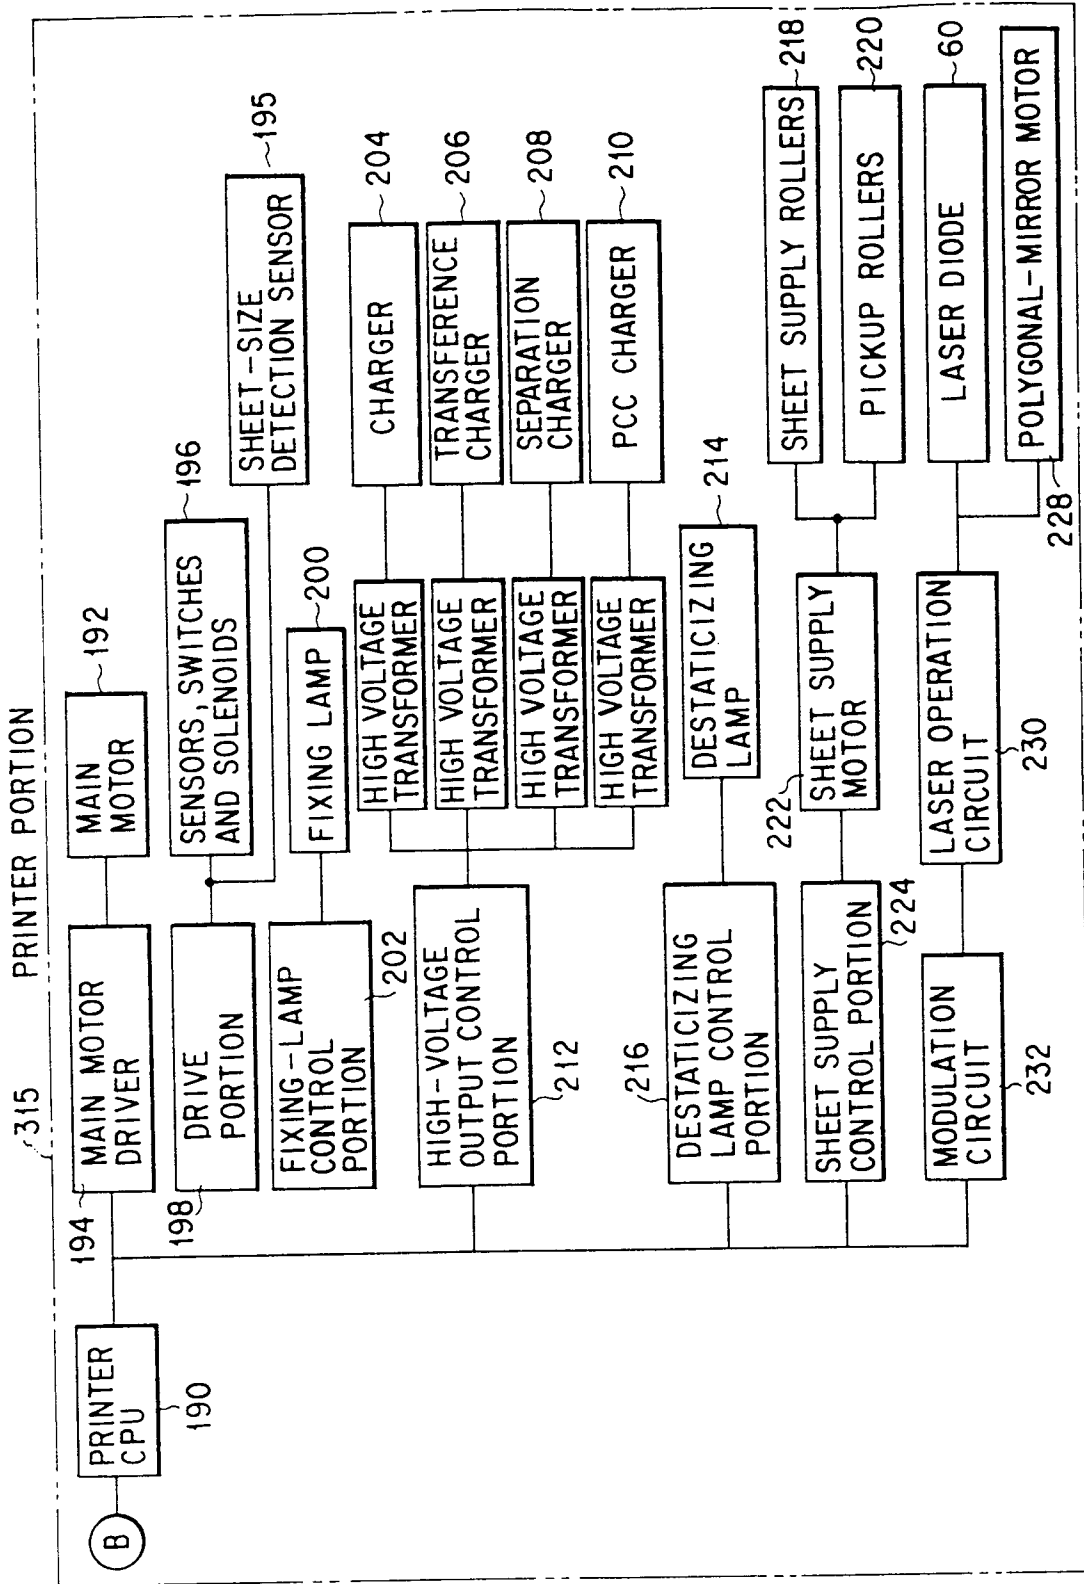 315
PRINTER PORTION
B
PRINTER
CPU
190
194
MAIN MOTOR
DRIVER
MAIN
MOTOR
192
198
DRIVE
PORTION
SENSORS, SWITCHES
AND SOLENOIDS
196
SHEET-SIZE
DETECTION SENSOR
195
FIXING-LAMP
CONTROL
PORTION
202
FIXING LAMP
200
HIGH-VOLTAGE
OUTPUT CONTROL
PORTION
212
HIGH VOLTAGE
TRANSFORMER
CHARGER
204
HIGH VOLTAGE
TRANSFORMER
TRANSFERENCE
CHARGER
206
HIGH VOLTAGE
TRANSFORMER
SEPARATION
CHARGER
208
HIGH VOLTAGE
TRANSFORMER
PCC CHARGER
210
216
DESTATICIZING
LAMP CONTROL
PORTION
DESTATICIZING
LAMP
214
SHEET SUPPLY
CONTROL PORTION
224
222
SHEET SUPPLY
MOTOR
SHEET SUPPLY ROLLERS
218
PICKUP ROLLERS
220
MODULATION
CIRCUIT
232
LASER OPERATION
CIRCUIT
230
LASER DIODE
60
POLYGONAL-MIRROR MOTOR
228